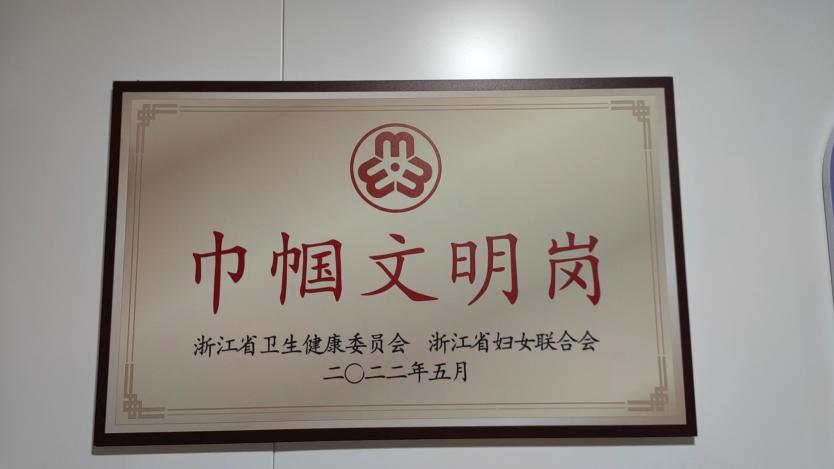 巾帼文明岗
浙江省卫生健康委员会 浙江省妇女联合会
二〇二二年五月